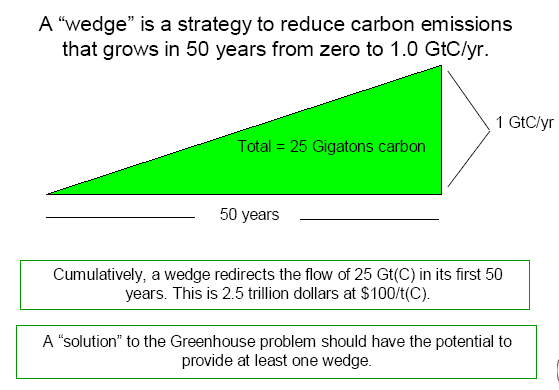 A “wedge” is a strategy to reduce carbon emissions
that grows in 50 years from zero to 1.0 GtC/yr.
1 GtC/yr
Total = 25 Gigatons carbon
50 years
Cumulatively, a wedge redirects the flow of 25 Gt(C) in its first 50
years. This is 2.5 trillion dollars at $100/t(C).
A “solution” to the Greenhouse problem should have the potential to
provide at least one wedge.